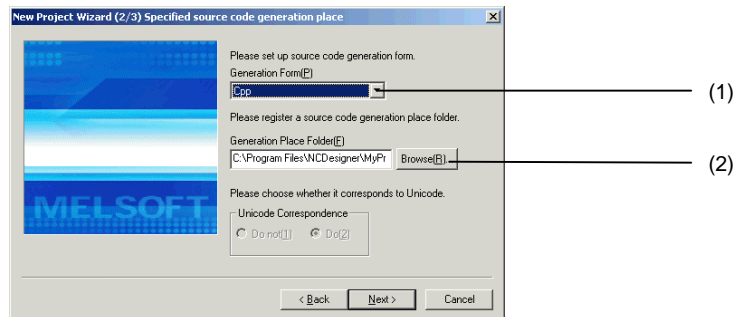 New Project Wizard (2/3) Specified source code generation place
Please set up source code generation form.
Generation Form(P)
Cpp
(1)
Please register a source code generation place folder.
Generation Place Folder(F)
C:\Program Files\NCDesigner\MyPr
Browse(R)..
(2)
Please choose whether it corresponds to Unicode.
MELSOFT
Unicode Correspondence
Do not(1)
Do(2)
< Back
Next >
Cancel